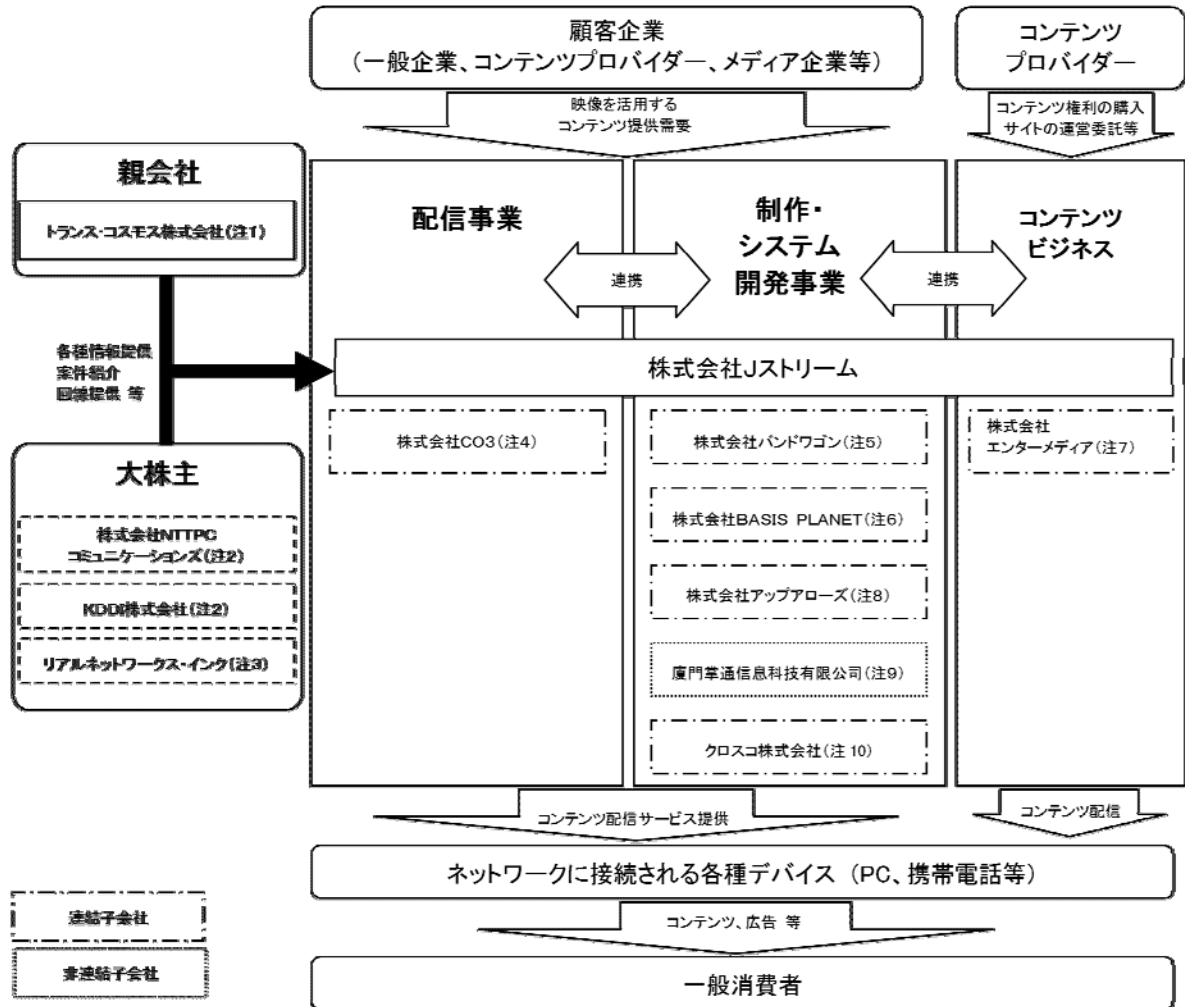 顧客企業
(一般企業、コンテンツプロバイダー、メディア企業等)
コンテンツ
プロバイダー
映像を活用する
コンテンツ提供需要
コンテンツ権利の購入
サイトの運営委託等
親会社
トランス・コスモス株式会社(注1)
配信事業
制作・
システム
開発事業
コンテンツ
ビジネス
連携
連携
各種情報提供
案件紹介
回線提供 等
株式会社Jストリーム
株式会社CO3(注4)
株式会社バンドワゴン(注5)
株式会社
エンターメディア(注7)
大株主
株式会社NTTPC
コミュニケーションズ(注2)
KDDI株式会社(注2)
リアルネットワークス・インク(注3)
株式会社BASIS PLANET(注6)
株式会社アップアローズ(注8)
廈門掌通信息科技有限公司(注9)
クロスコ株式会社(注10)
コンテンツ配信サービス提供
コンテンツ配信
ネットワークに接続される各種デバイス (PC、携帯電話等)
連結子会社
非連結子会社
コンテンツ、広告 等
一般消費者